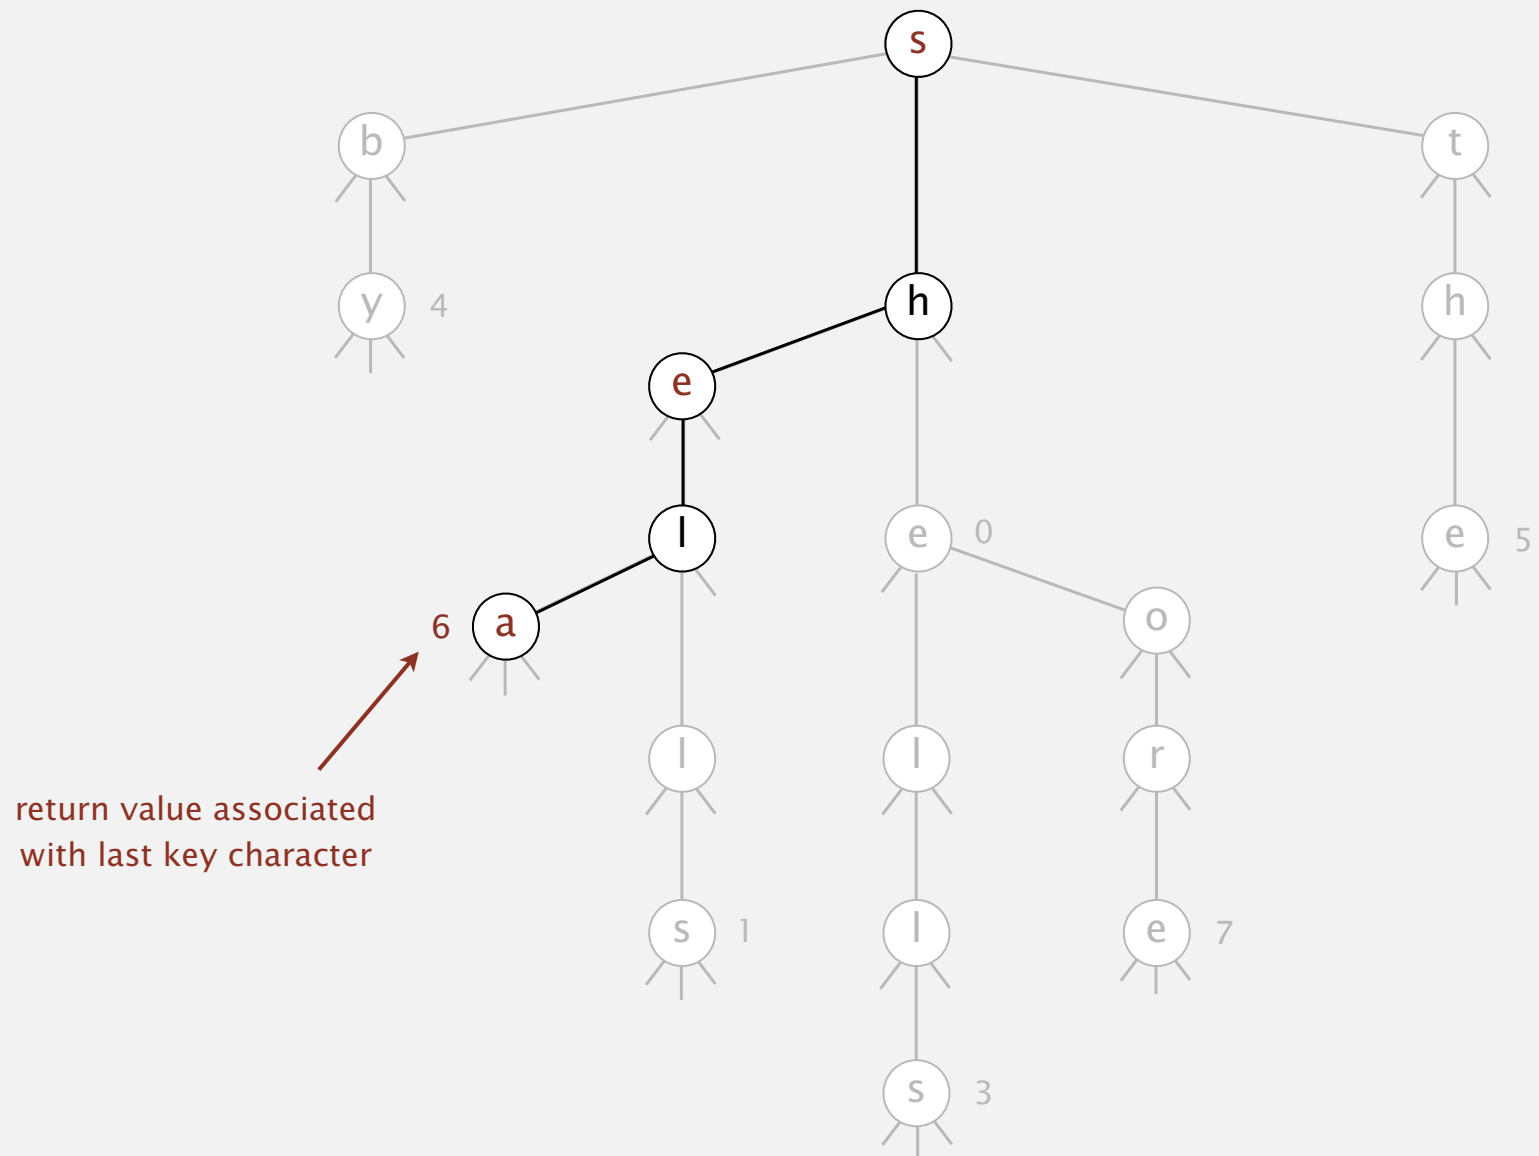 s
b
t
y 4
h
h
e
l
e 0
e 5
6 a
o
l
l
r
return value associated
with last key character
s 1
l
e 7
s 3